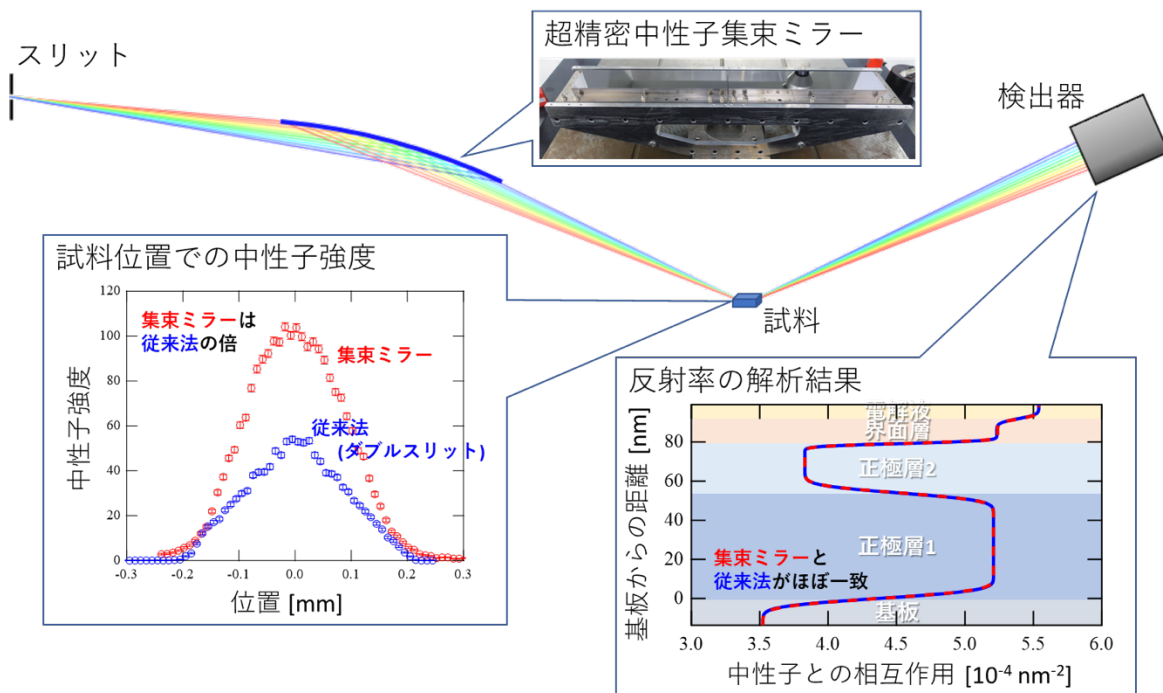 スリット
超精密中性子集束ミラー
検出器
試料
試料位置での中性子強度
集束ミラーは
従来法の倍
集束ミラー
従来法
(ダブルスリット)
中性子強度
120
100
80
60
40
20
0
-0.3
-0.2
-0.1
0.0
0.1
0.2
0.3
位置 [mm]
反射率の解析結果
電解液
界面層
正極層2
正極層1
集束ミラーと
従来法がほぼ一致
基板
基板からの距離 [nm]
80
60
40
20
0
3.0
3.5
4.0
4.5
5.0
5.5
6.0
中性子との相互作用 [10⁻⁴ nm⁻²]